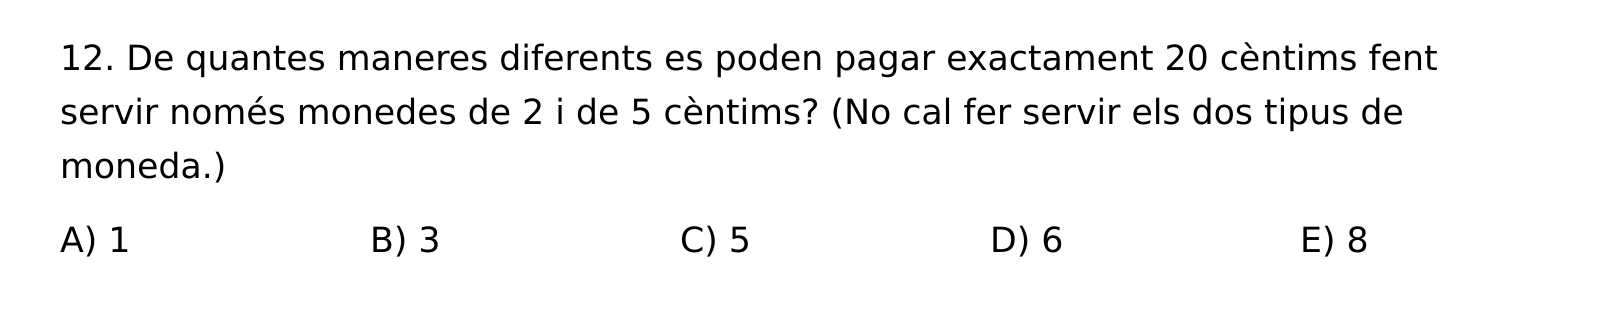 12. De quantes maneres diferents es poden pagar exactament 20 cèntims fent
servir només monedes de 2 i de 5 cèntims? (No cal fer servir els dos tipus de
moneda.)
A) 1 B) 3 C) 5 D) 6 E) 8